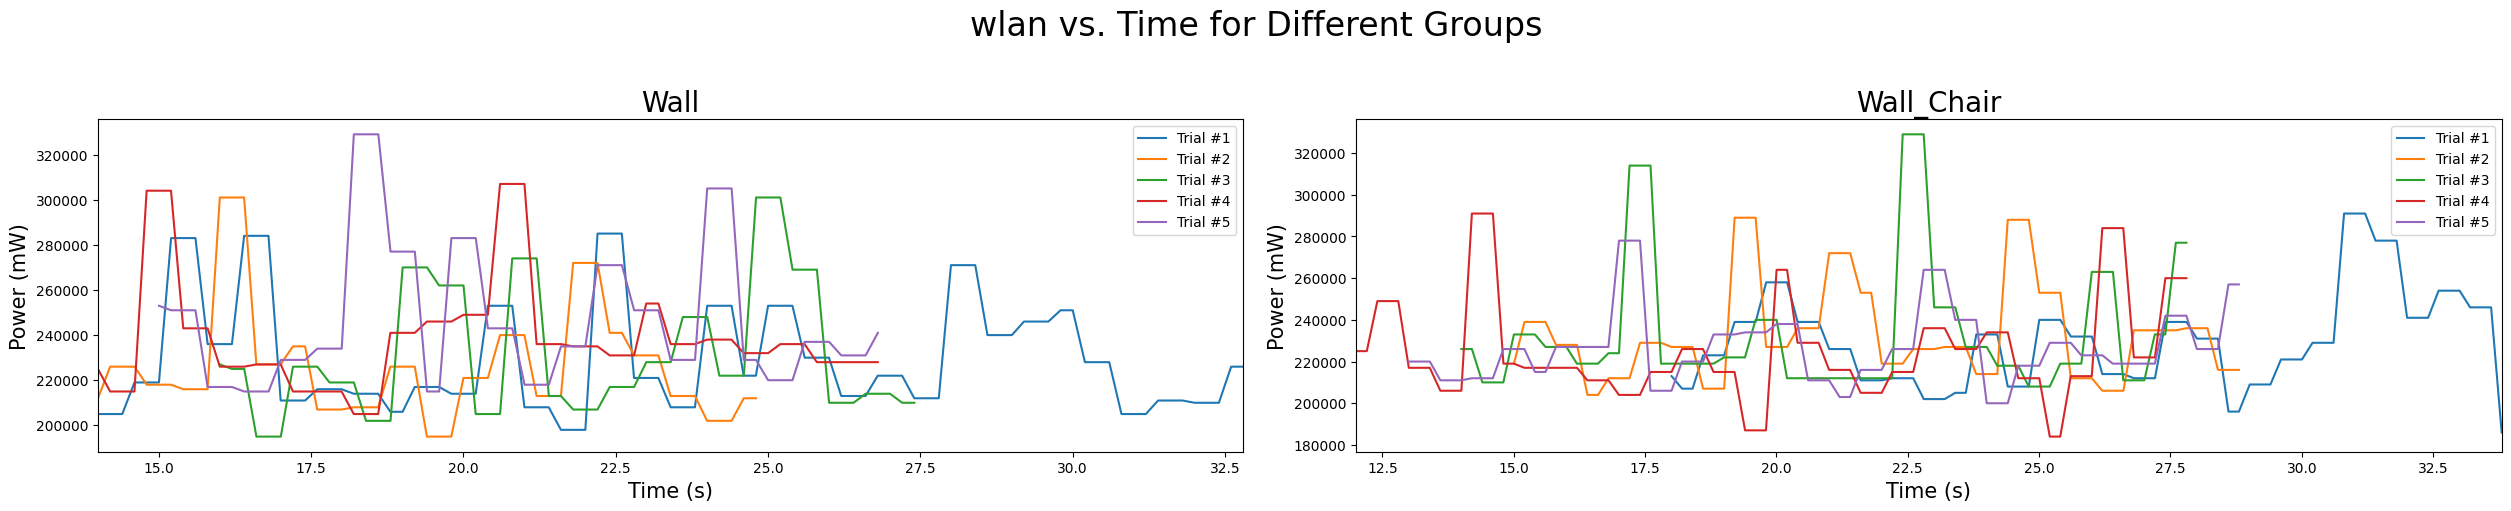 wlan vs. Time for Different Groups
Wall
Power (mW)
320000
300000
280000
260000
240000
220000
200000
15.0 17.5 20.0 22.5 25.0 27.5 30.0 32.5
Time (s)
Trial #1
Trial #2
Trial #3
Trial #4
Trial #5
Wall_Chair
Power (mW)
320000
300000
280000
260000
240000
220000
200000
180000
12.5 15.0 17.5 20.0 22.5 25.0 27.5 30.0 32.5
Time (s)
Trial #1
Trial #2
Trial #3
Trial #4
Trial #5